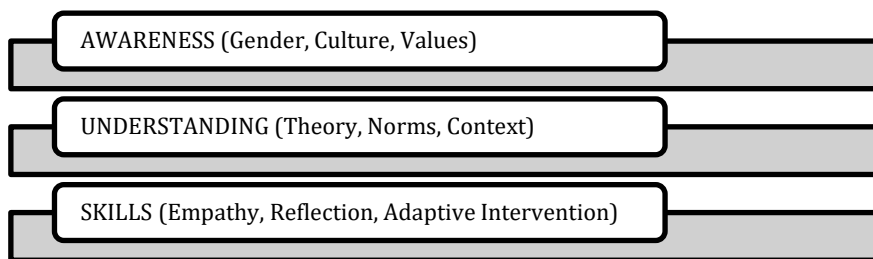 AWARENESS (Gender, Culture, Values)
UNDERSTANDING (Theory, Norms, Context)
SKILLS (Empathy, Reflection, Adaptive Intervention)